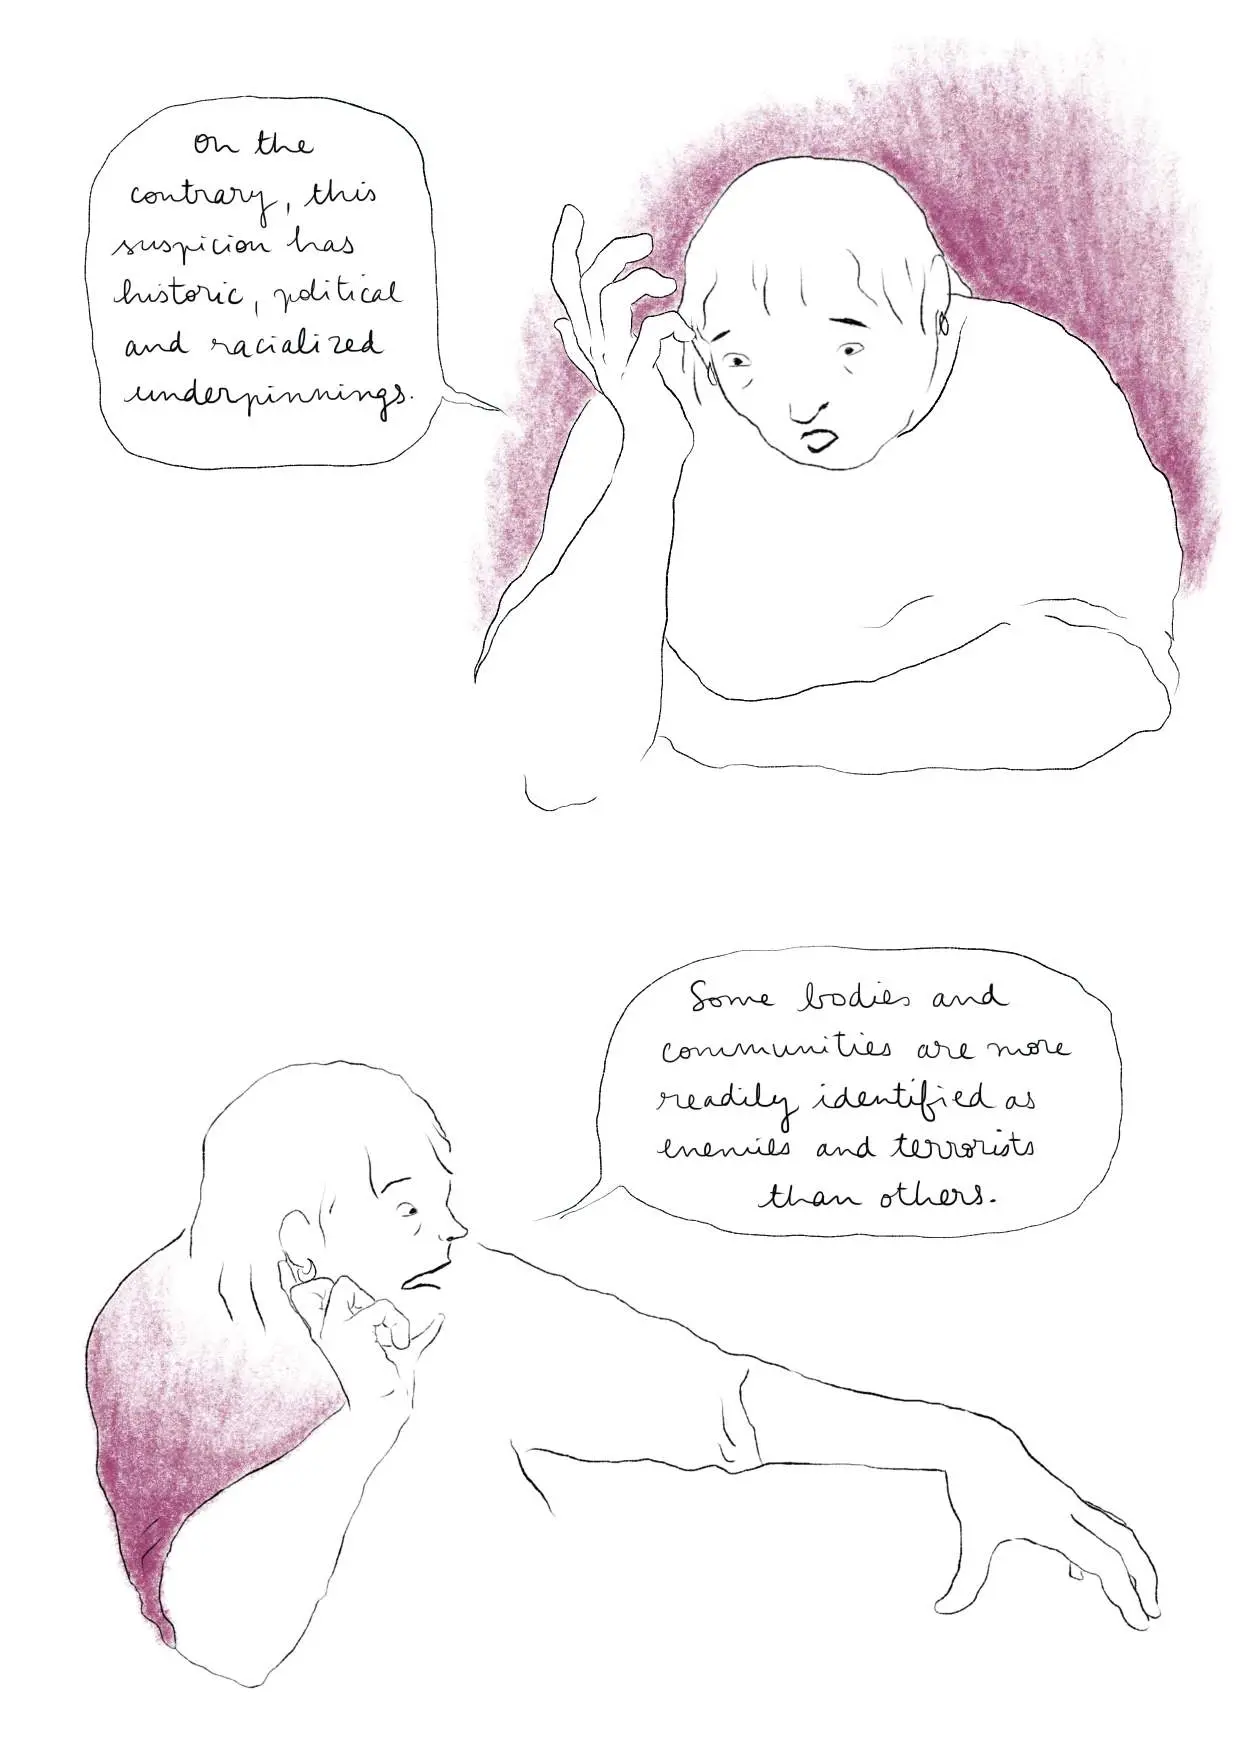 On the
contrary, this
suspicion has
historic, political
and racialized
underpinnings.
Some bodies and
communities are more
readily identified as
enemies and terrorists
than others.